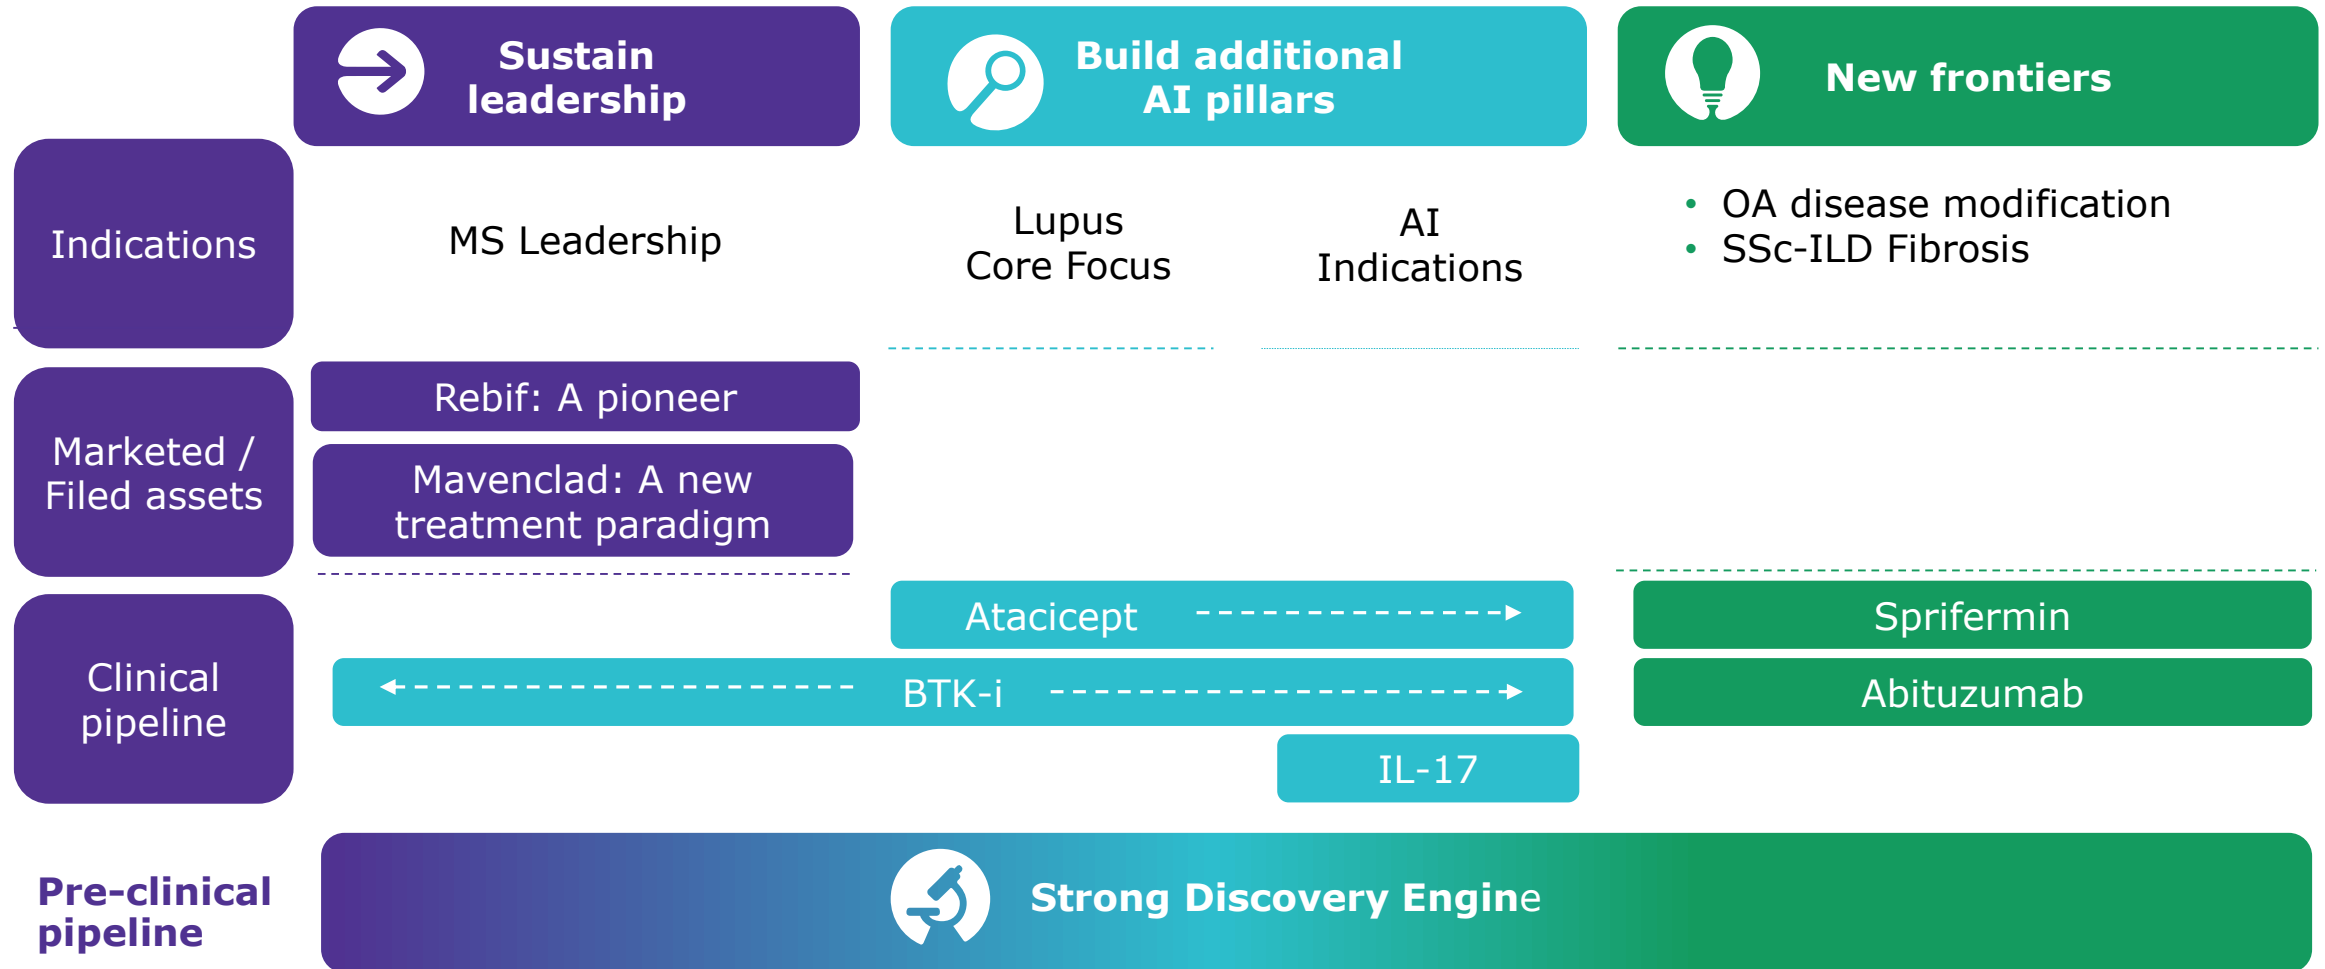 Sustain
leadership
Build additional
AI pillars
New frontiers
Indications
MS Leadership
Lupus
Core Focus
AI
Indications
• OA disease modification
• SSc-ILD Fibrosis
Marketed /
Filed assets
Rebif: A pioneer
Mavenclad: A new
treatment paradigm
Clinical
pipeline
Atacicept
Sprifermin
BTK-i
Abituzumab
IL-17
Pre-clinical
pipeline
Strong Discovery Engine